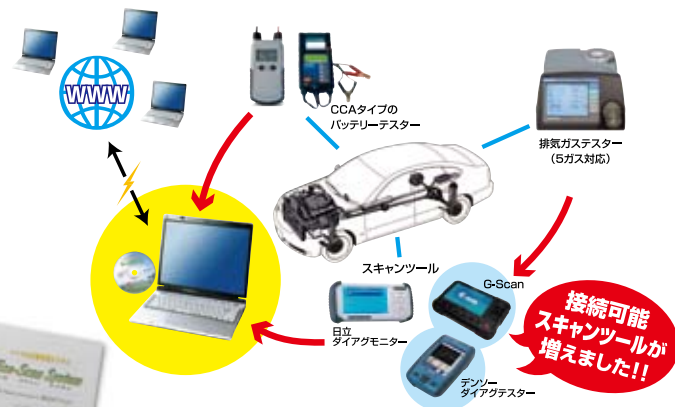 WWW
CCAタイプの
バッテリーテスター
排気ガステスター
(5ガス対応)
スキャンツール
G-Scan
日立
ダイアグモニター
デンソー
ダイアグテスター
接続可能
スキャンツールが
増えました!!